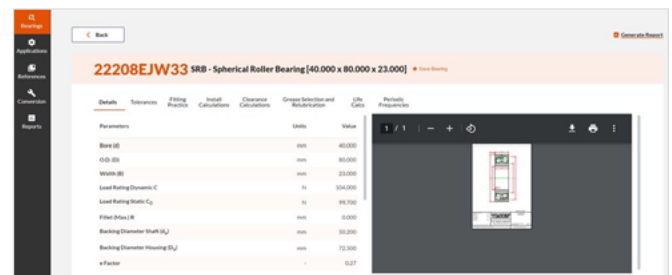 Bearings
Applications
References
Conversion
Reports
< Back
Generate Report
22208EJW33 SRB - Spherical Roller Bearing [40.000 x 80.000 x 23.000] Save Bearing
Details Tolerances Fitting Practice Install Calculations Clearance Calculations Grease Selection and Relubrication Life Calcs Periodic Frequencies
Parameters Units Value
1 / 1 | — +
Bore (d) mm 40.000
O.D. (D) mm 80.000
Width (B) mm 23.000
Load Rating Dynamic C N 104,000
Load Rating Static C0 N 99,700
Fillet (Max.) R mm 0.000
Backing Diameter Shaft (da) mm 50.200
Backing Diameter Housing (Da) mm 72.500
e Factor - 0.27